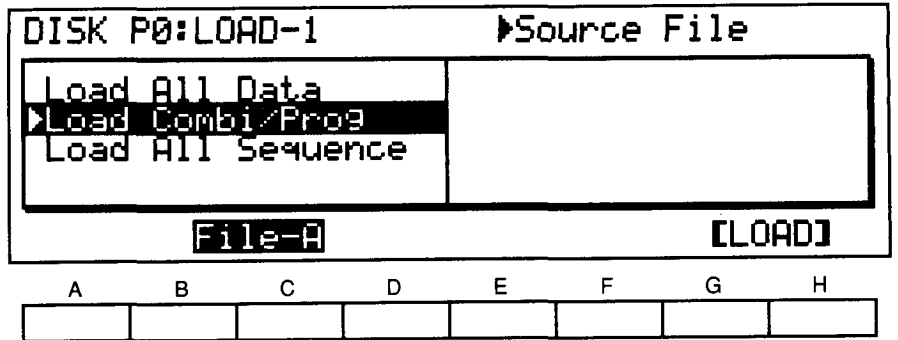 DISK P0:LOAD-1 ▶Source File
Load All Data
▶Load Combi/Prog
Load All Sequence
File-A [LOAD]
A B C D E F G H